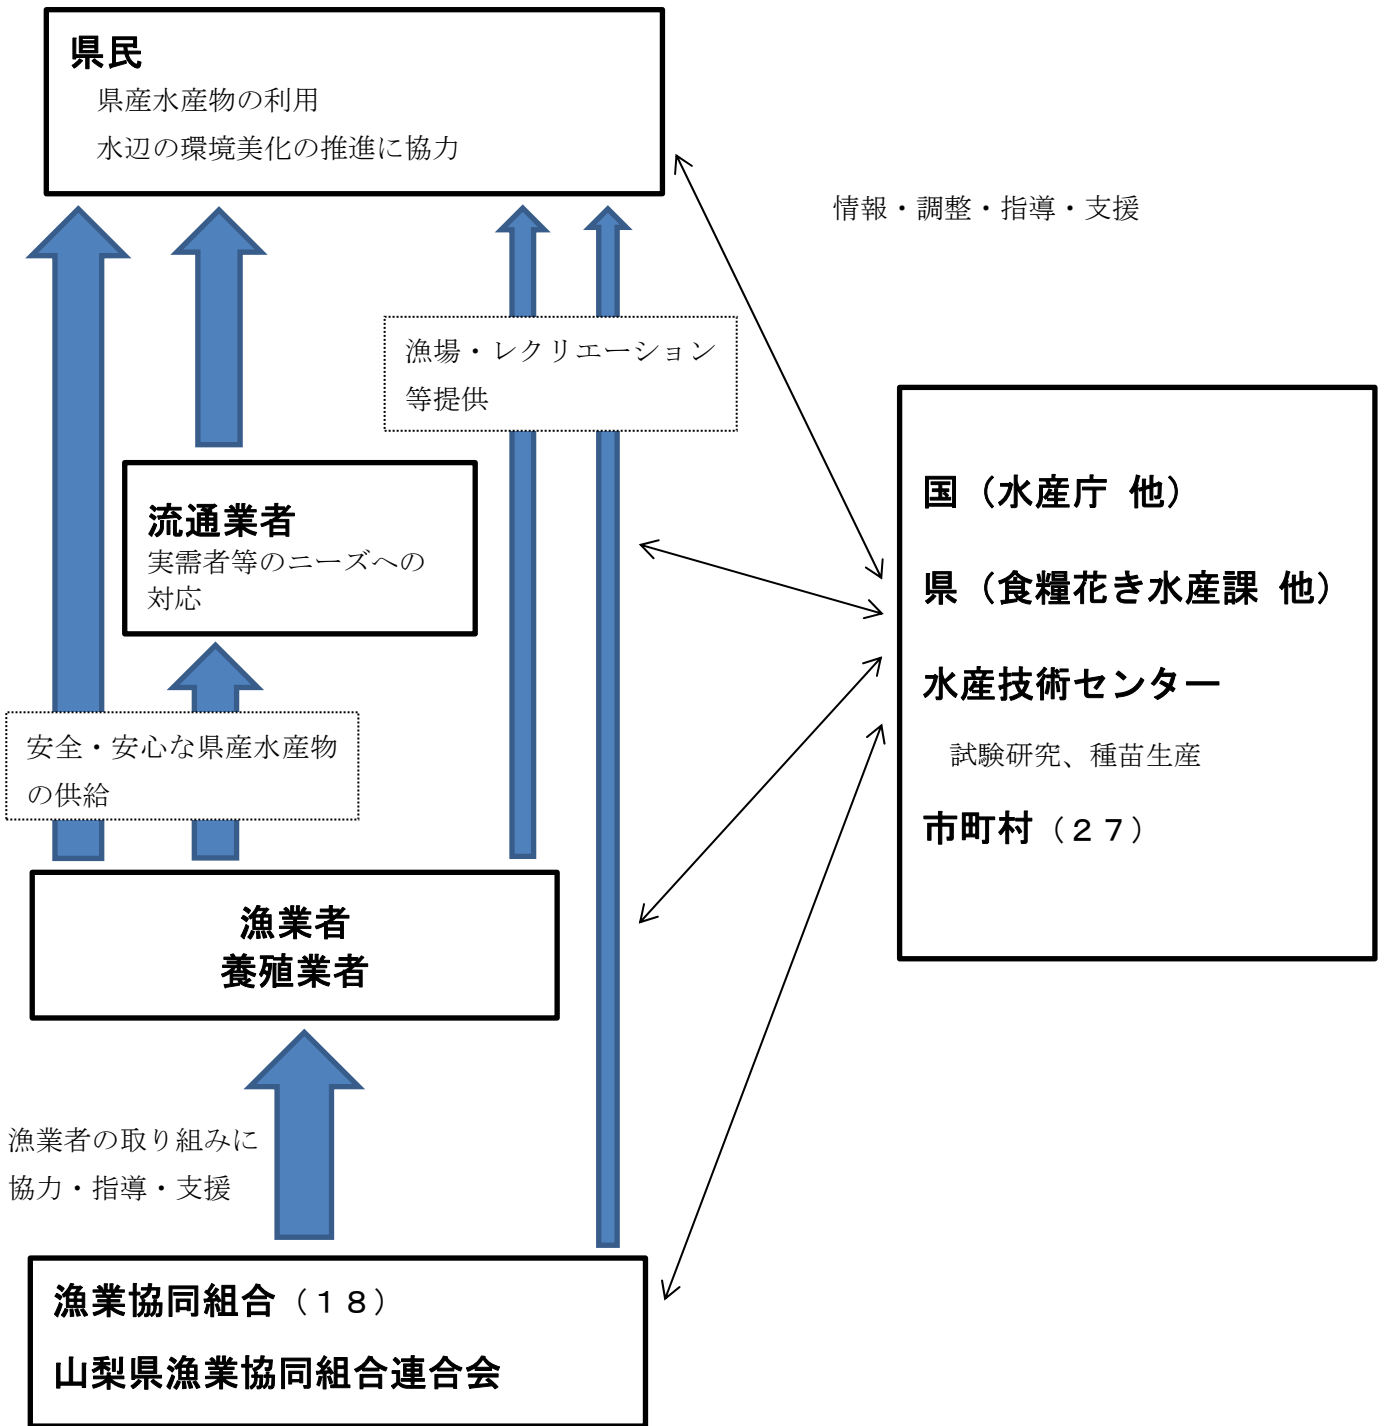 県民
県産水産物の利用
水辺の環境美化の推進に協力
情報・調整・指導・支援
漁場・レクリエーション
等提供
流通業者
実需者等のニーズへの
対応
安全・安心な県産水産物
の供給
漁業者
養殖業者
漁業者の取り組みに
協力・指導・支援
漁業協同組合（１８）
山梨県漁業協同組合連合会
国（水産庁 他）
県（食糧花き水産課 他）
水産技術センター
試験研究、種苗生産
市町村（２７）